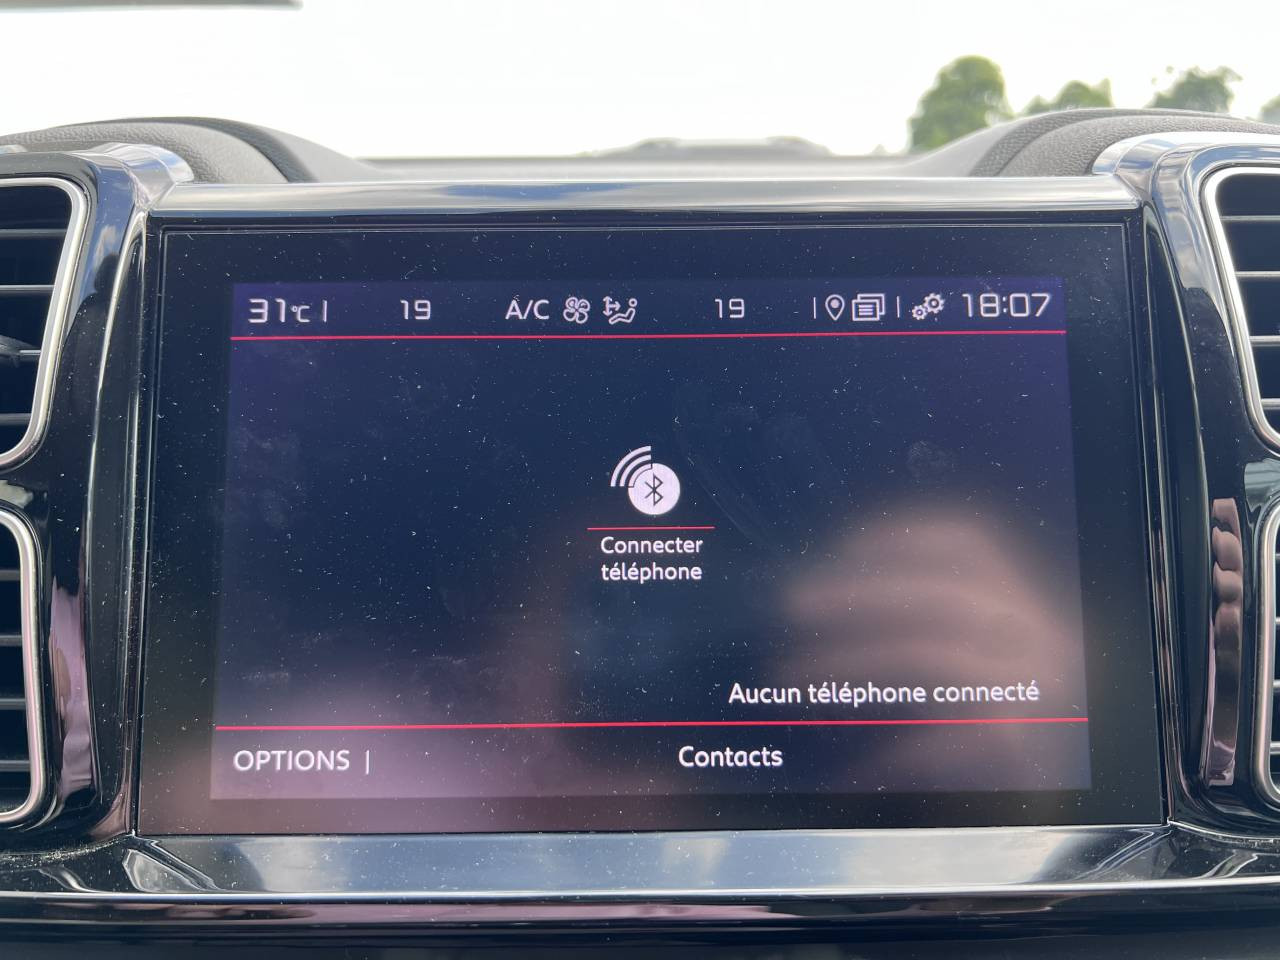 31°C | 19 A/C 19 | | 18:07
Connecter
téléphone
Aucun téléphone connecté
OPTIONS | Contacts